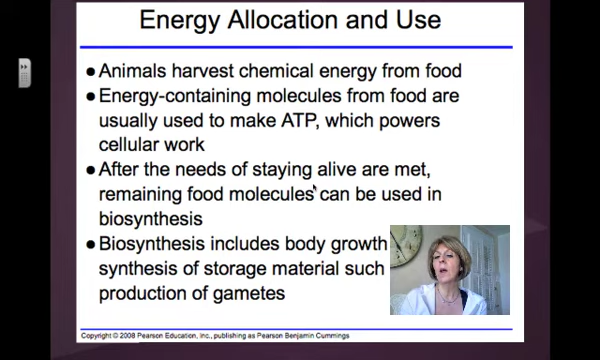 Energy Allocation and Use
● Animals harvest chemical energy from food
● Energy-containing molecules from food are
usually used to make ATP, which powers
cellular work
● After the needs of staying alive are met,
remaining food molecules can be used in
biosynthesis
● Biosynthesis includes body growth
synthesis of storage material such
production of gametes
Copyright © 2008 Pearson Education, Inc., publishing as Pearson Benjamin Cummings